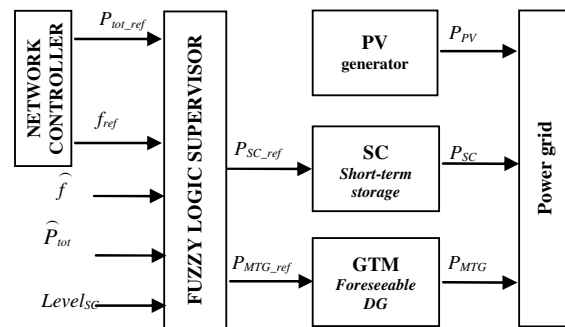 NETWORK
CONTROLLER
P_tot_ref
f_ref
f̂
P̂_tot
Level_SC
FUZZY LOGIC SUPERVISOR
P_SC_ref
P_MTG_ref
PV
generator
SC
Short-term
storage
GTM
Foreseeable
DG
P_PV
P_SC
P_MTG
Power grid